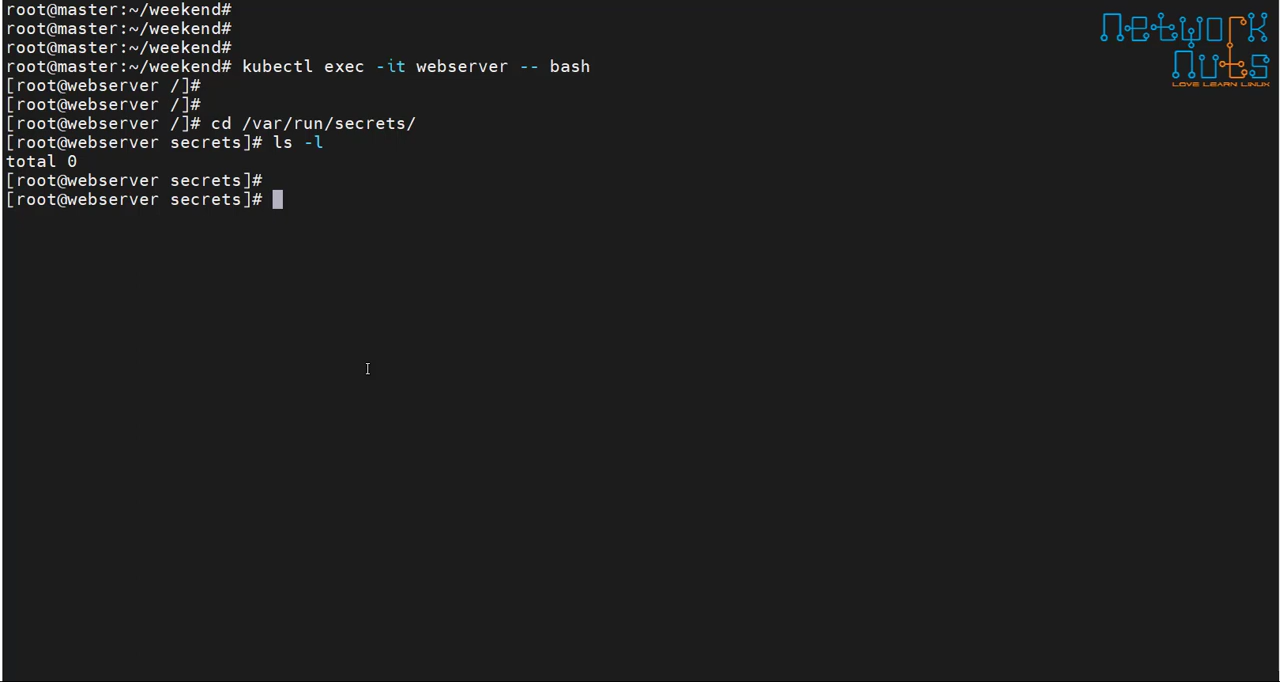 root@master:~/weekend#
root@master:~/weekend#
root@master:~/weekend#
root@master:~/weekend# kubectl exec -it webserver -- bash
[root@webserver /]#
[root@webserver /]#
[root@webserver /]# cd /var/run/secrets/
[root@webserver secrets]# ls -l
total 0
[root@webserver secrets]#
[root@webserver secrets]#
Network
Nuts
LOVE LEARN LINUX